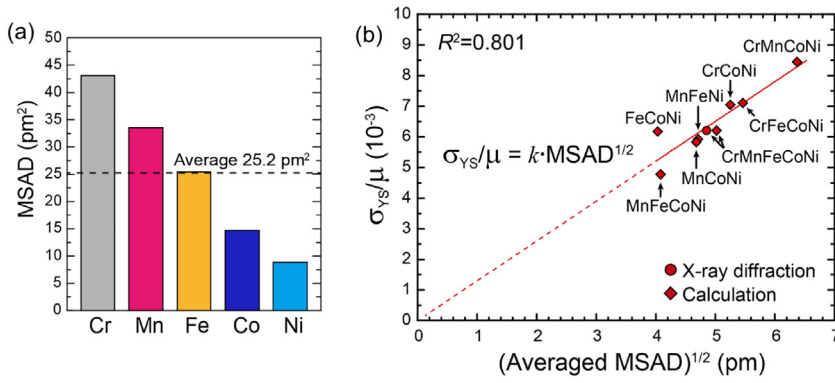 (a)
50
45
40
35
30
25
20
15
10
5
0
MSAD (pm²)
Average 25.2 pm²
Cr Mn Fe Co Ni
(b)
10
9
8
7
6
5
4
3
2
1
0
σYS/μ (10⁻³)
R²=0.801
CrMnCoNi
CrCoNi
MnFeNi
FeCoNi
CrFeCoNi
σYS/μ = k·MSAD¹/²
CrMnFeCoNi
MnCoNi
MnFeCoNi
X-ray diffraction
Calculation
0 1 2 3 4 5 6 7
(Averaged MSAD)¹/² (pm)